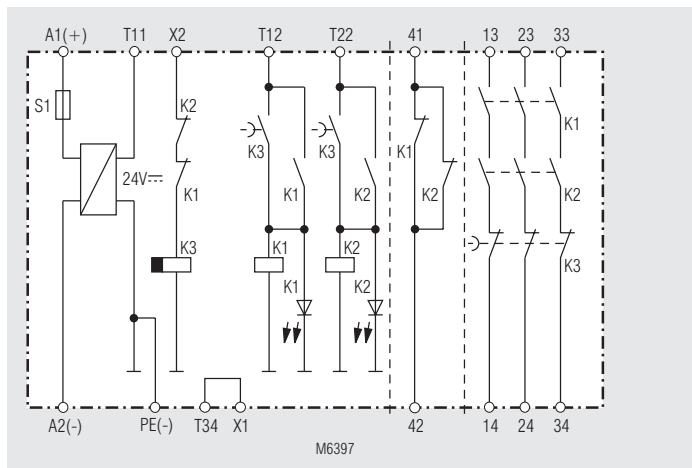 A1(+) T11 X2 T12 T22 41 13 23 33
S1
K2
K3 K3 K1 K1
24V K1 K1 K2 K2 K2
K3 K1 K2 K3
K1 K2
A2(-) PE(-) T34 X1 42 14 24 34
M6397